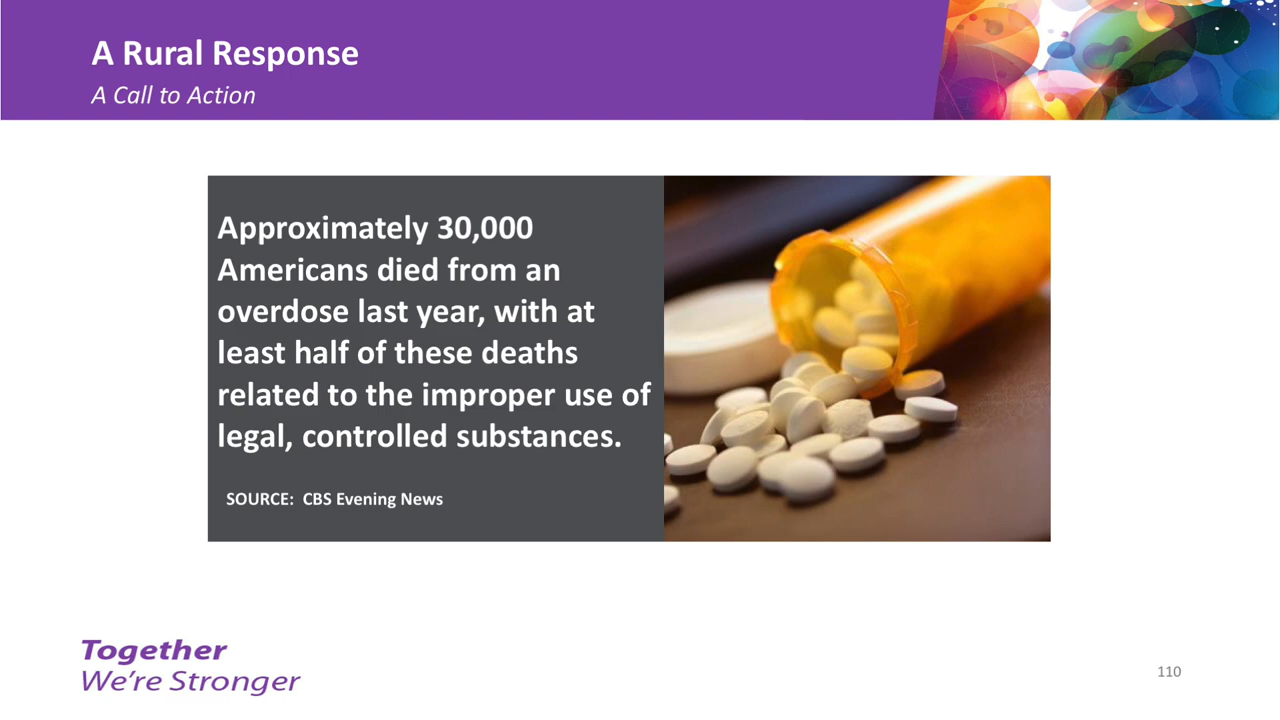 A Rural Response
A Call to Action
Approximately 30,000
Americans died from an
overdose last year, with at
least half of these deaths
related to the improper use of
legal, controlled substances.
SOURCE:  CBS Evening News
Together
We're Stronger
110